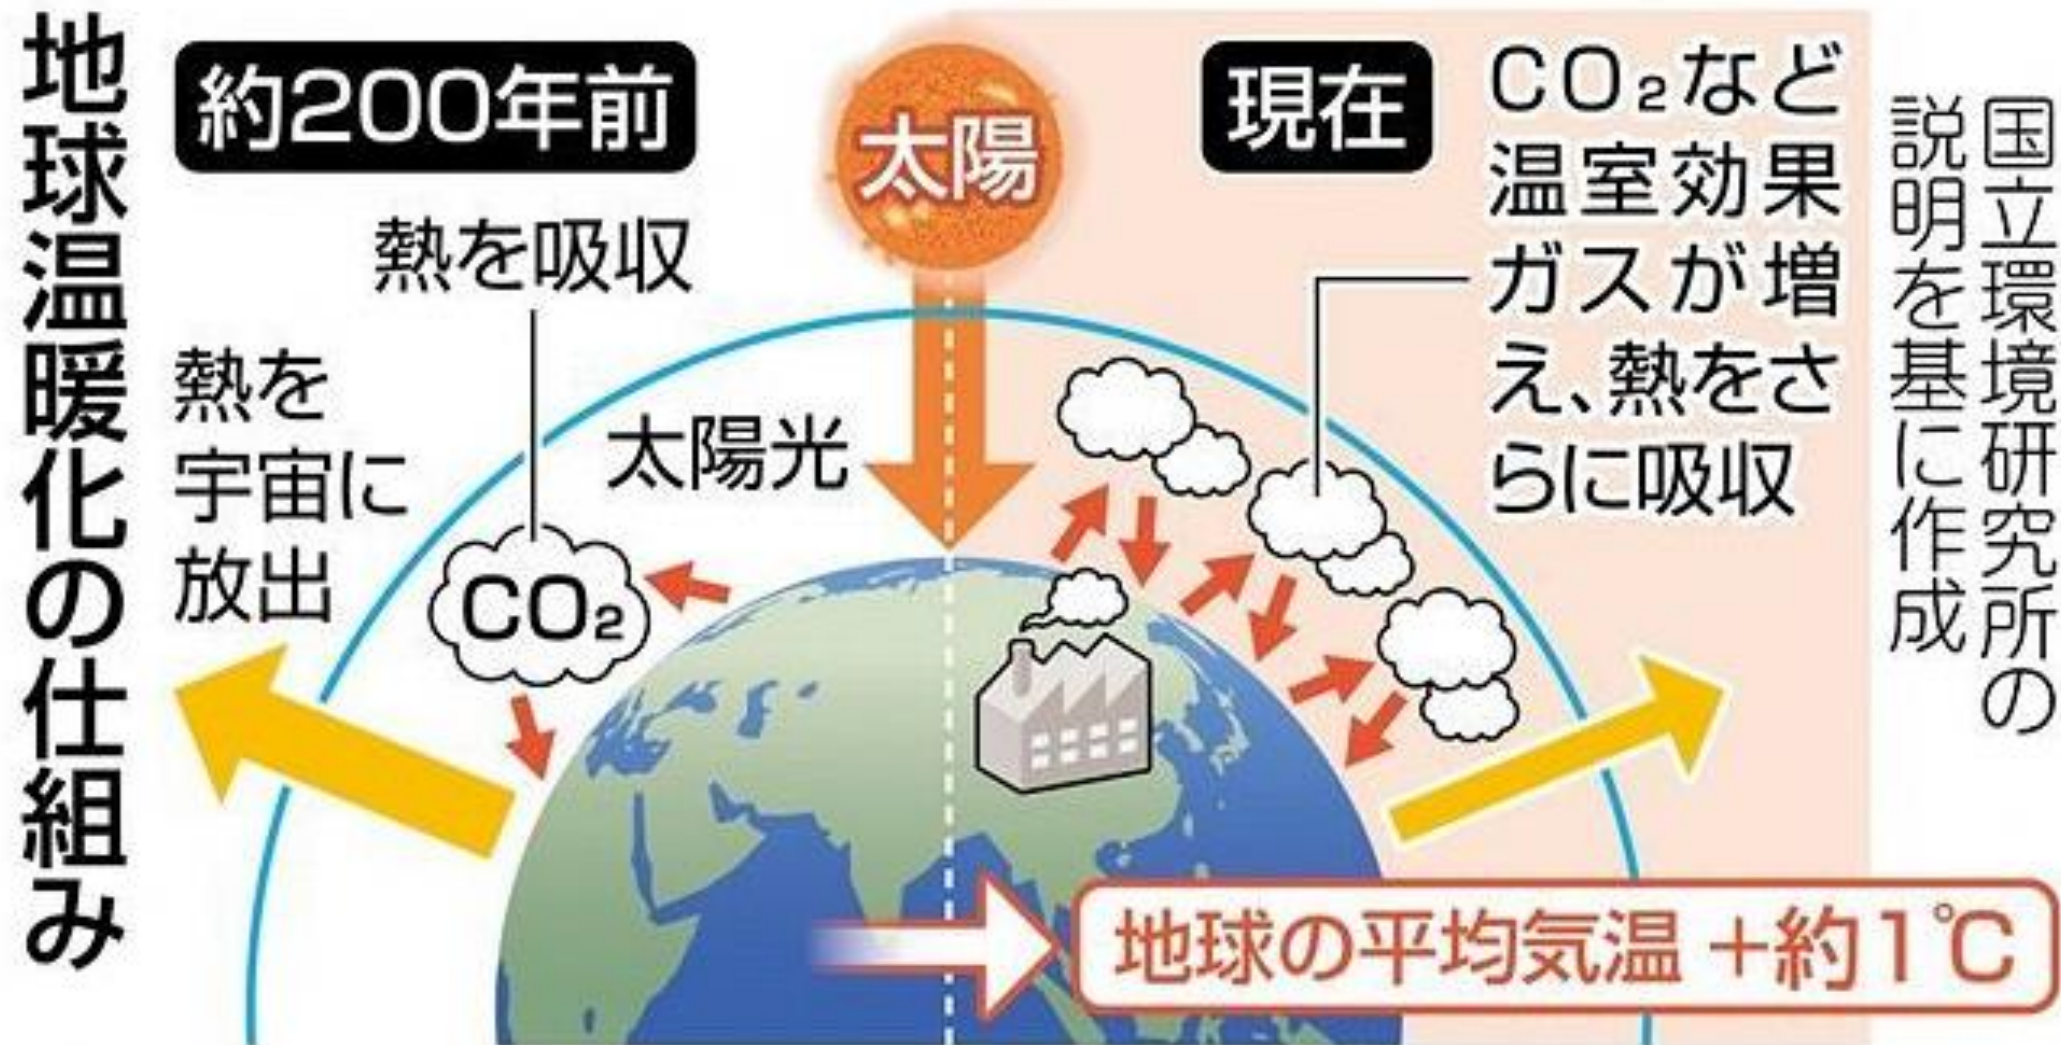 地球温暖化の仕組み
約200年前
熱を吸収
熱を
宇宙に
放出
CO₂
太陽
太陽光
現在
CO₂など
温室効果
ガスが増
え、熱をさ
らに吸収
地球の平均気温 +約1℃
国立環境研究所の
説明を基に作成